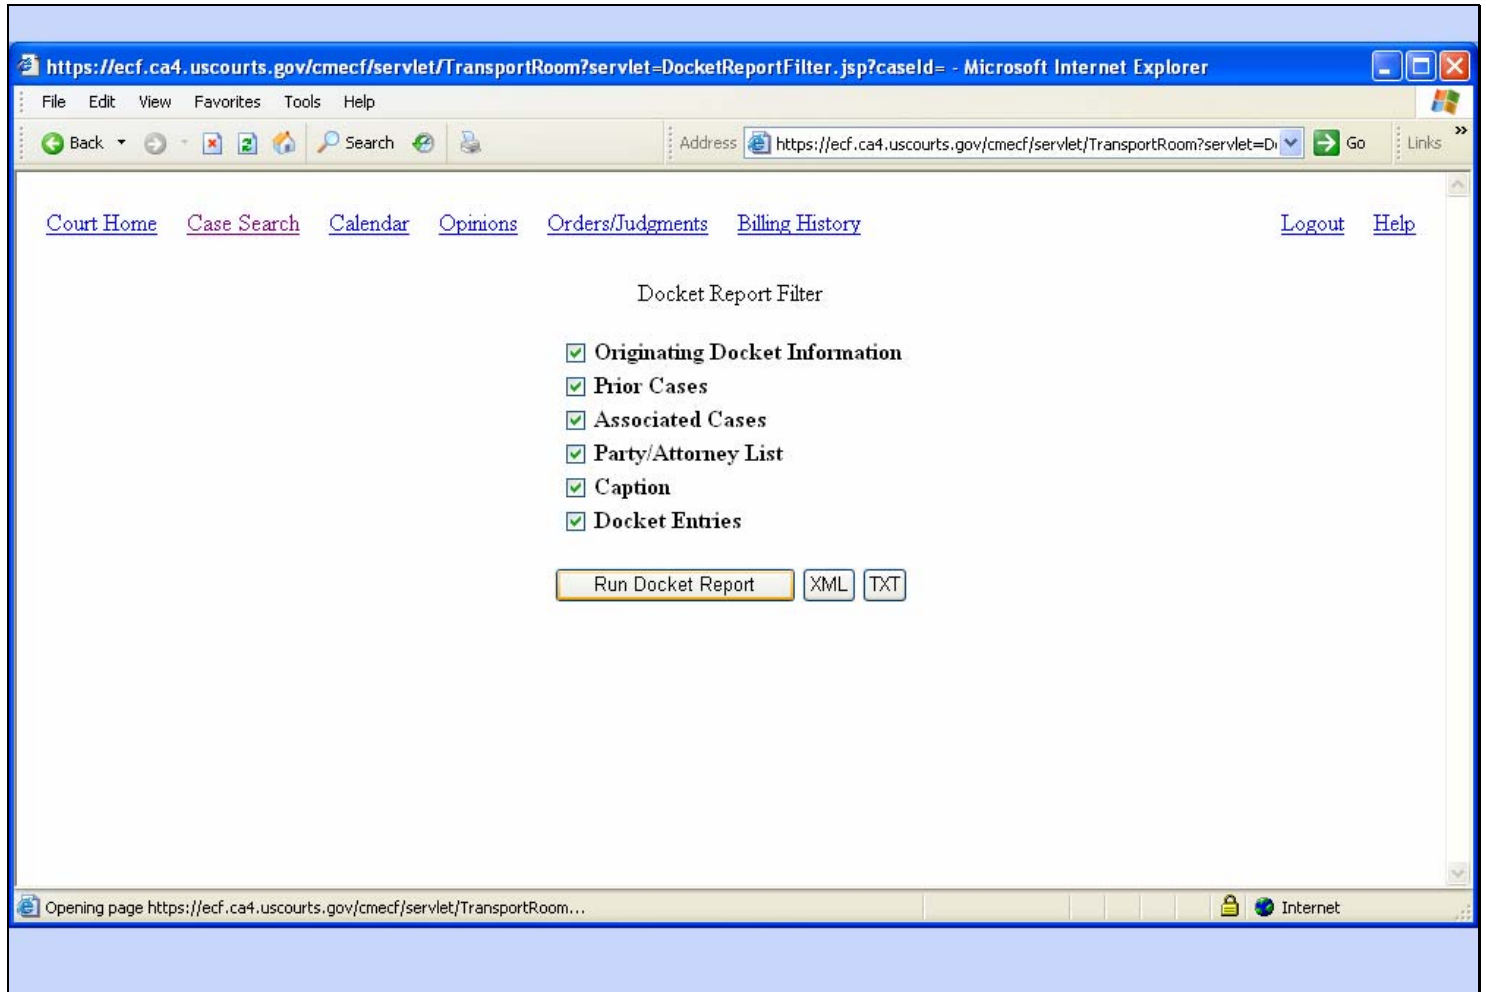 https://ecf.ca4.uscourts.gov/cmecf/servlet/TransportRoom?servlet=DocketReportFilter.jsp?caseId= - Microsoft Internet Explorer
File Edit View Favorites Tools Help
Back Search Address https://ecf.ca4.uscourts.gov/cmecf/servlet/TransportRoom?servlet=D Go Links »
Court Home Case Search Calendar Opinions Orders/Judgments Billing History Logout Help
Docket Report Filter
Originating Docket Information
Prior Cases
Associated Cases
Party/Attorney List
Caption
Docket Entries
Run Docket Report XML TXT
Opening page https://ecf.ca4.uscourts.gov/cmecf/servlet/TransportRoom... Internet